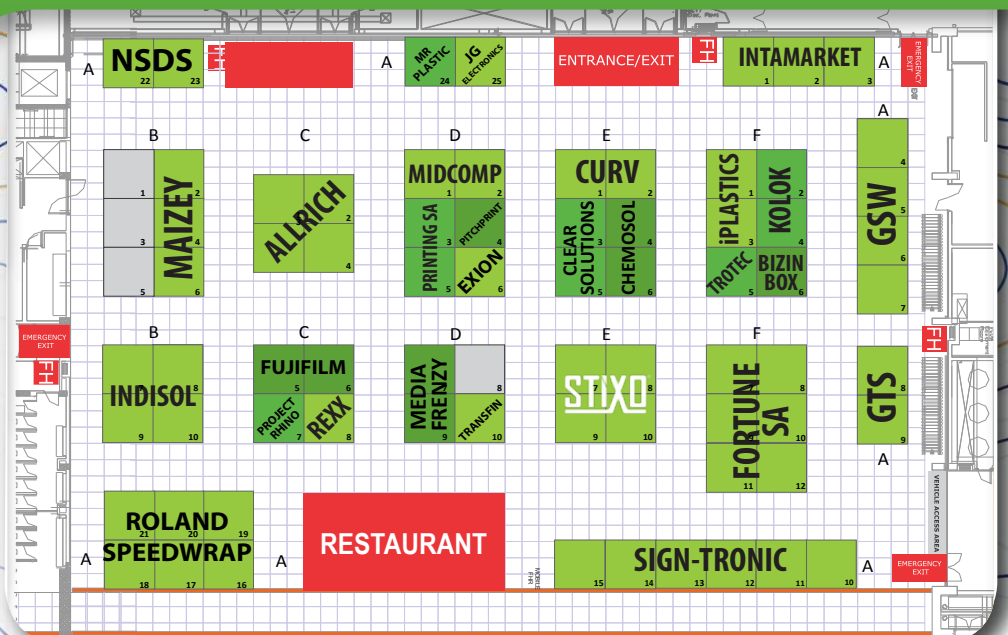 NSDS
22 23
A
FH
A
MR
PLASTIC
24
JG
ELECTRONICS
25
ENTRANCE/EXIT
FH
INTAMARKET
1 2 3
A
EMERGENCY
EXIT
A
B
C
D
E
F
1 2
3 4
5 6
MAIZEY
ALLRICH
2
4
MIDCOMP
1 2
PRINTING SA
3
5
PITCHPRINT
4
EXION
6
CURV
1 2
CLEAR
SOLUTIONS
3
5
CHEMOSOL
4
6
iPLASTICS
1
3
KOLOK
2
4
TROTEC
5
BIZIN
BOX
6
GSW
4
5
6
7
EMERGENCY
EXIT
FH
B
C
D
E
F
FH
INDISOL
8
9 10
FUJIFILM
5 6
PROJECT
RHINO
7
REXX
8
MEDIA
FRENZY
9
8
TRANSFIN
10
STIXO
7 8
9 10
FORTUNE
SA
8
10
11 12
GTS
8
9
A
VEHICLE ACCESS AREA
ROLAND
21 20 19
SPEEDWRAP
18 17 16
A
A
RESTAURANT
MOBILE
FHR
SIGN-TRONIC
15 14 13 12 11 10
A
EMERGENCY
EXIT